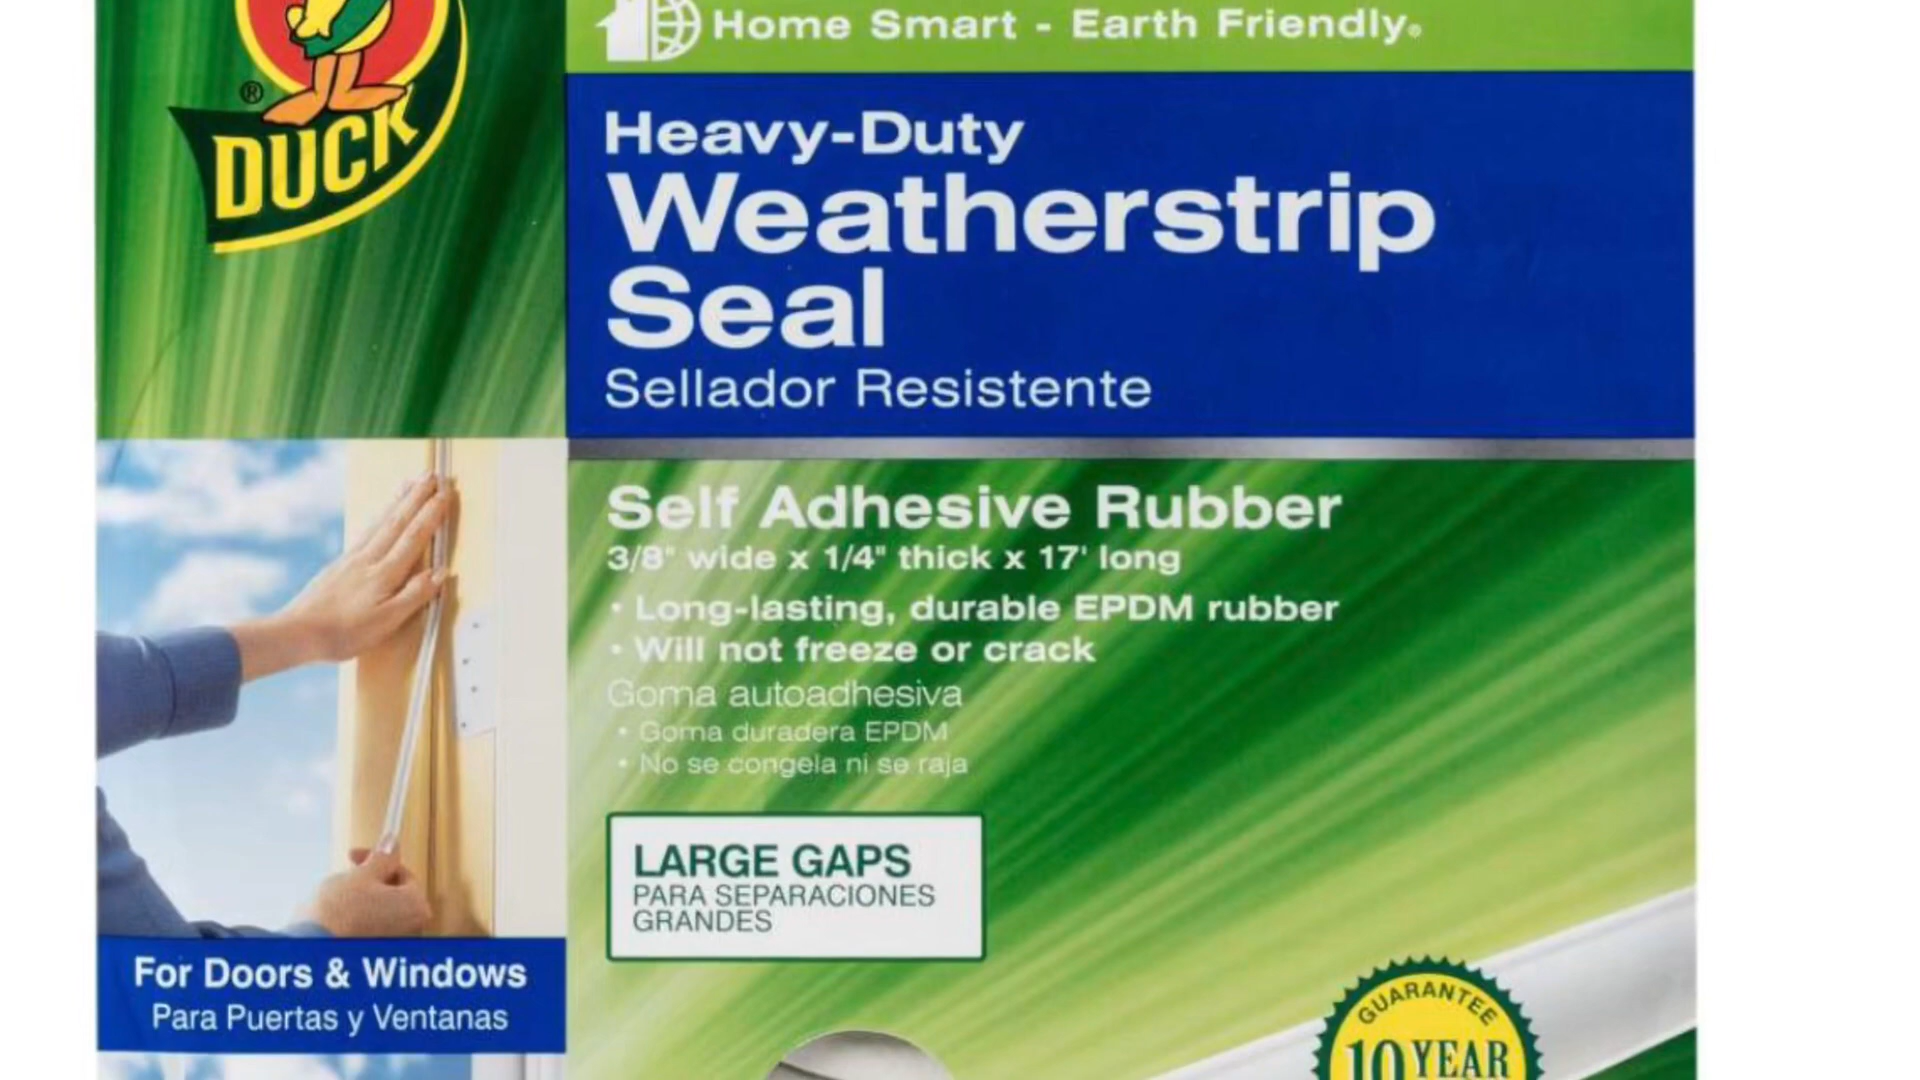 Home Smart - Earth Friendly®
®
DUCK
Heavy-Duty
Weatherstrip
Seal
Sellador Resistente
Self Adhesive Rubber
3/8" wide x 1/4" thick x 17' long
• Long-lasting, durable EPDM rubber
• Will not freeze or crack
Goma autoadhesiva
• Goma duradera EPDM
• No se congela ni se raja
LARGE GAPS
PARA SEPARACIONES
GRANDES
For Doors & Windows
Para Puertas y Ventanas
GUARANTEE
10 YEAR